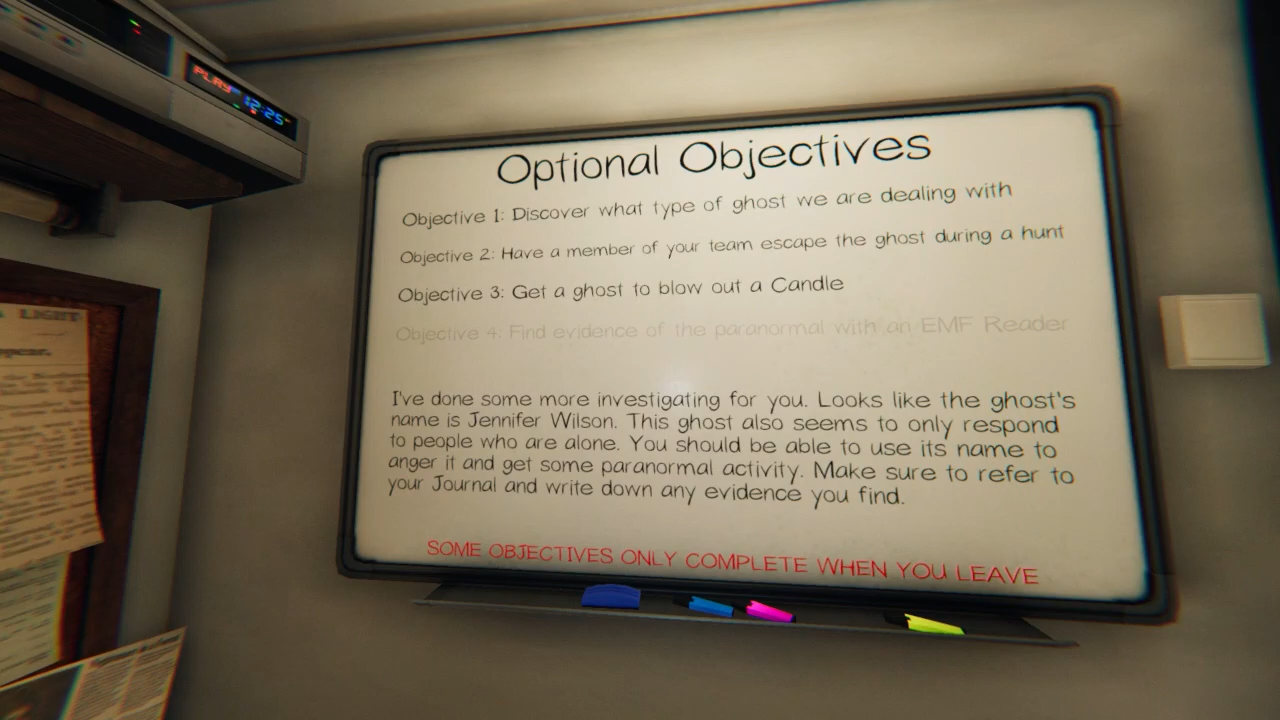 PLAY 12:25
A LIGHT
appear.
Optional Objectives
Objective 1: Discover what type of ghost we are dealing with
Objective 2: Have a member of your team escape the ghost during a hunt
Objective 3: Get a ghost to blow out a Candle
Objective 4: Find evidence of the paranormal with an EMF Reader
I've done some more investigating for you. Looks like the ghost's
name is Jennifer Wilson. This ghost also seems to only respond
to people who are alone. You should be able to use its name to
anger it and get some paranormal activity. Make sure to refer to
your Journal and write down any evidence you find.
SOME OBJECTIVES ONLY COMPLETE WHEN YOU LEAVE